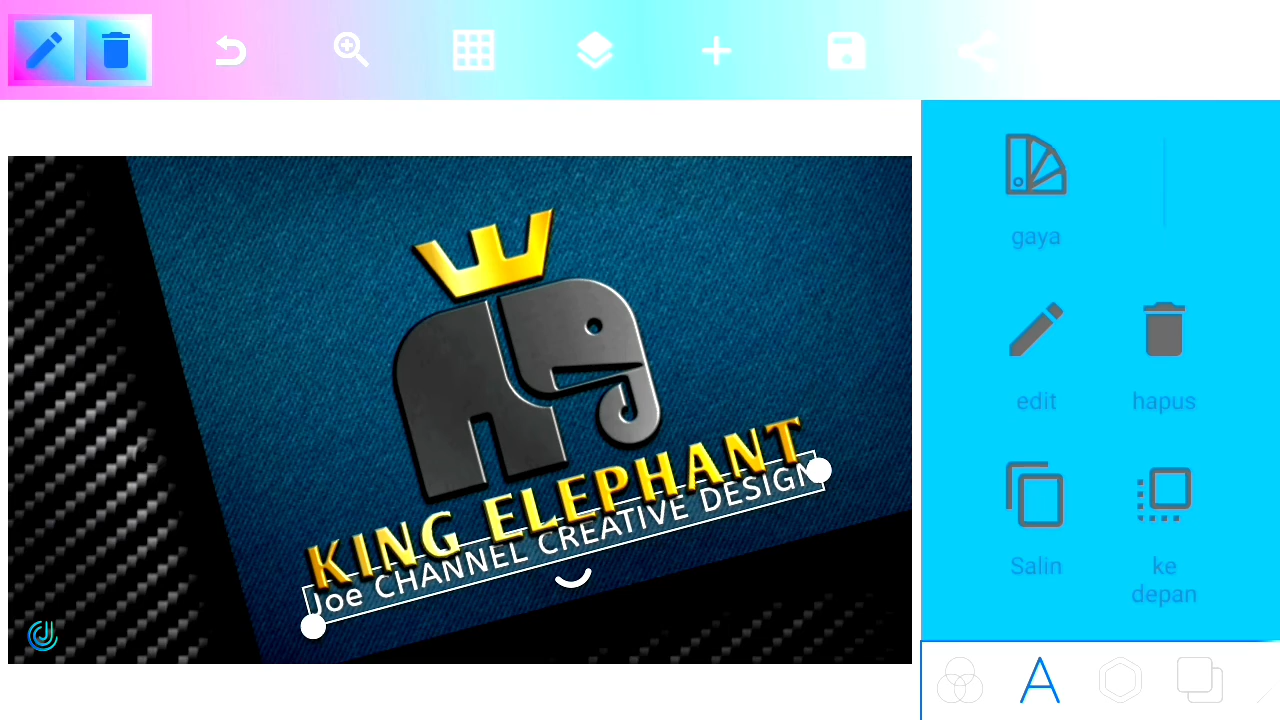 gaya
edit
hapus
Salin
ke
depan
KING ELEPHANT
Joe CHANNEL CREATIVE DESIGN